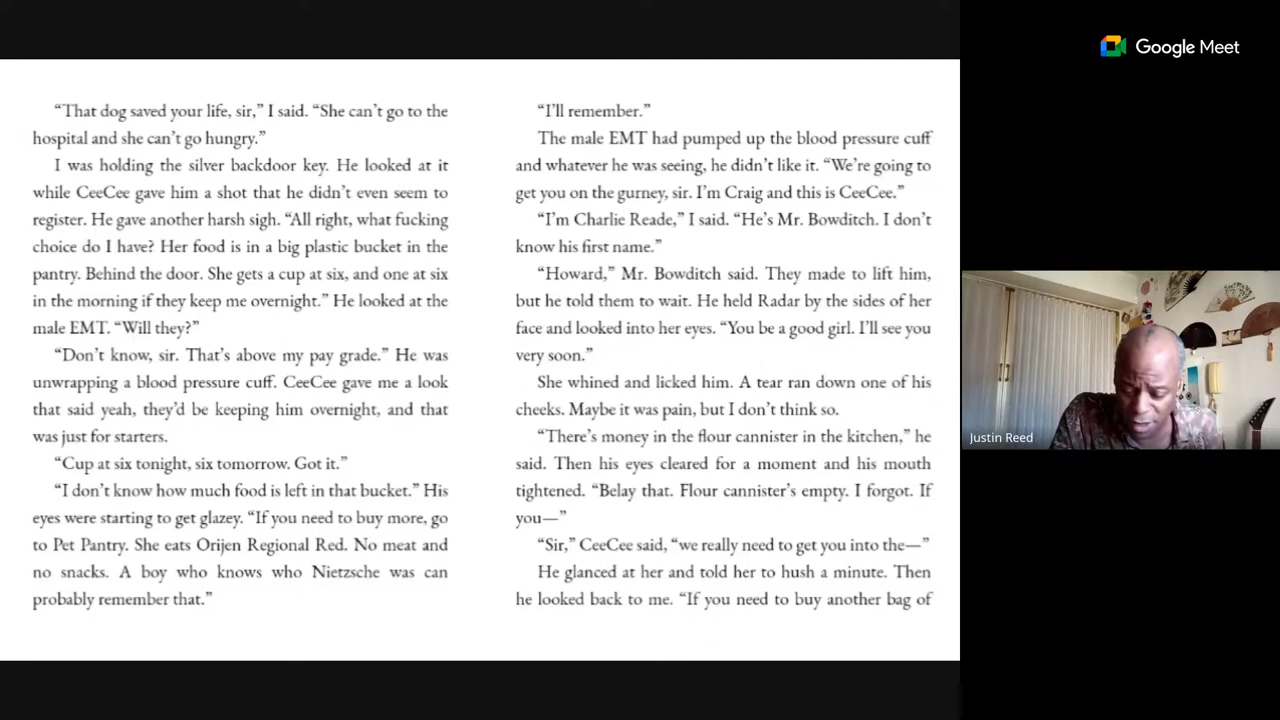 “That dog saved your life, sir,” I said. “She can’t go to the
hospital and she can’t go hungry.”
I was holding the silver backdoor key. He looked at it
while CeeCee gave him a shot that he didn’t even seem to
register. He gave another harsh sigh. “All right, what fucking
choice do I have? Her food is in a big plastic bucket in the
pantry. Behind the door. She gets a cup at six, and one at six
in the morning if they keep me overnight.” He looked at the
male EMT. “Will they?”
“Don’t know, sir. That’s above my pay grade.” He was
unwrapping a blood pressure cuff. CeeCee gave me a look
that said yeah, they’d be keeping him overnight, and that
was just for starters.
“Cup at six tonight, six tomorrow. Got it.”
“I don’t know how much food is left in that bucket.” His
eyes were starting to get glazey. “If you need to buy more, go
to Pet Pantry. She eats Orijen Regional Red. No meat and
no snacks. A boy who knows who Nietzsche was can
probably remember that.”
“I’ll remember.”
The male EMT had pumped up the blood pressure cuff
and whatever he was seeing, he didn’t like it. “We’re going to
get you on the gurney, sir. I’m Craig and this is CeeCee.”
“I’m Charlie Reade,” I said. “He’s Mr. Bowditch. I don’t
know his first name.”
“Howard,” Mr. Bowditch said. They made to lift him,
but he told them to wait. He held Radar by the sides of her
face and looked into her eyes. “You be a good girl. I’ll see you
very soon.”
She whined and licked him. A tear ran down one of his
cheeks. Maybe it was pain, but I don’t think so.
“There’s money in the flour cannister in the kitchen,” he
said. Then his eyes cleared for a moment and his mouth
tightened. “Belay that. Flour cannister’s empty. I forgot. If
you—”
“Sir,” CeeCee said, “we really need to get you into the—”
He glanced at her and told her to hush a minute. Then
he looked back to me. “If you need to buy another bag of
Google Meet
Justin Reed